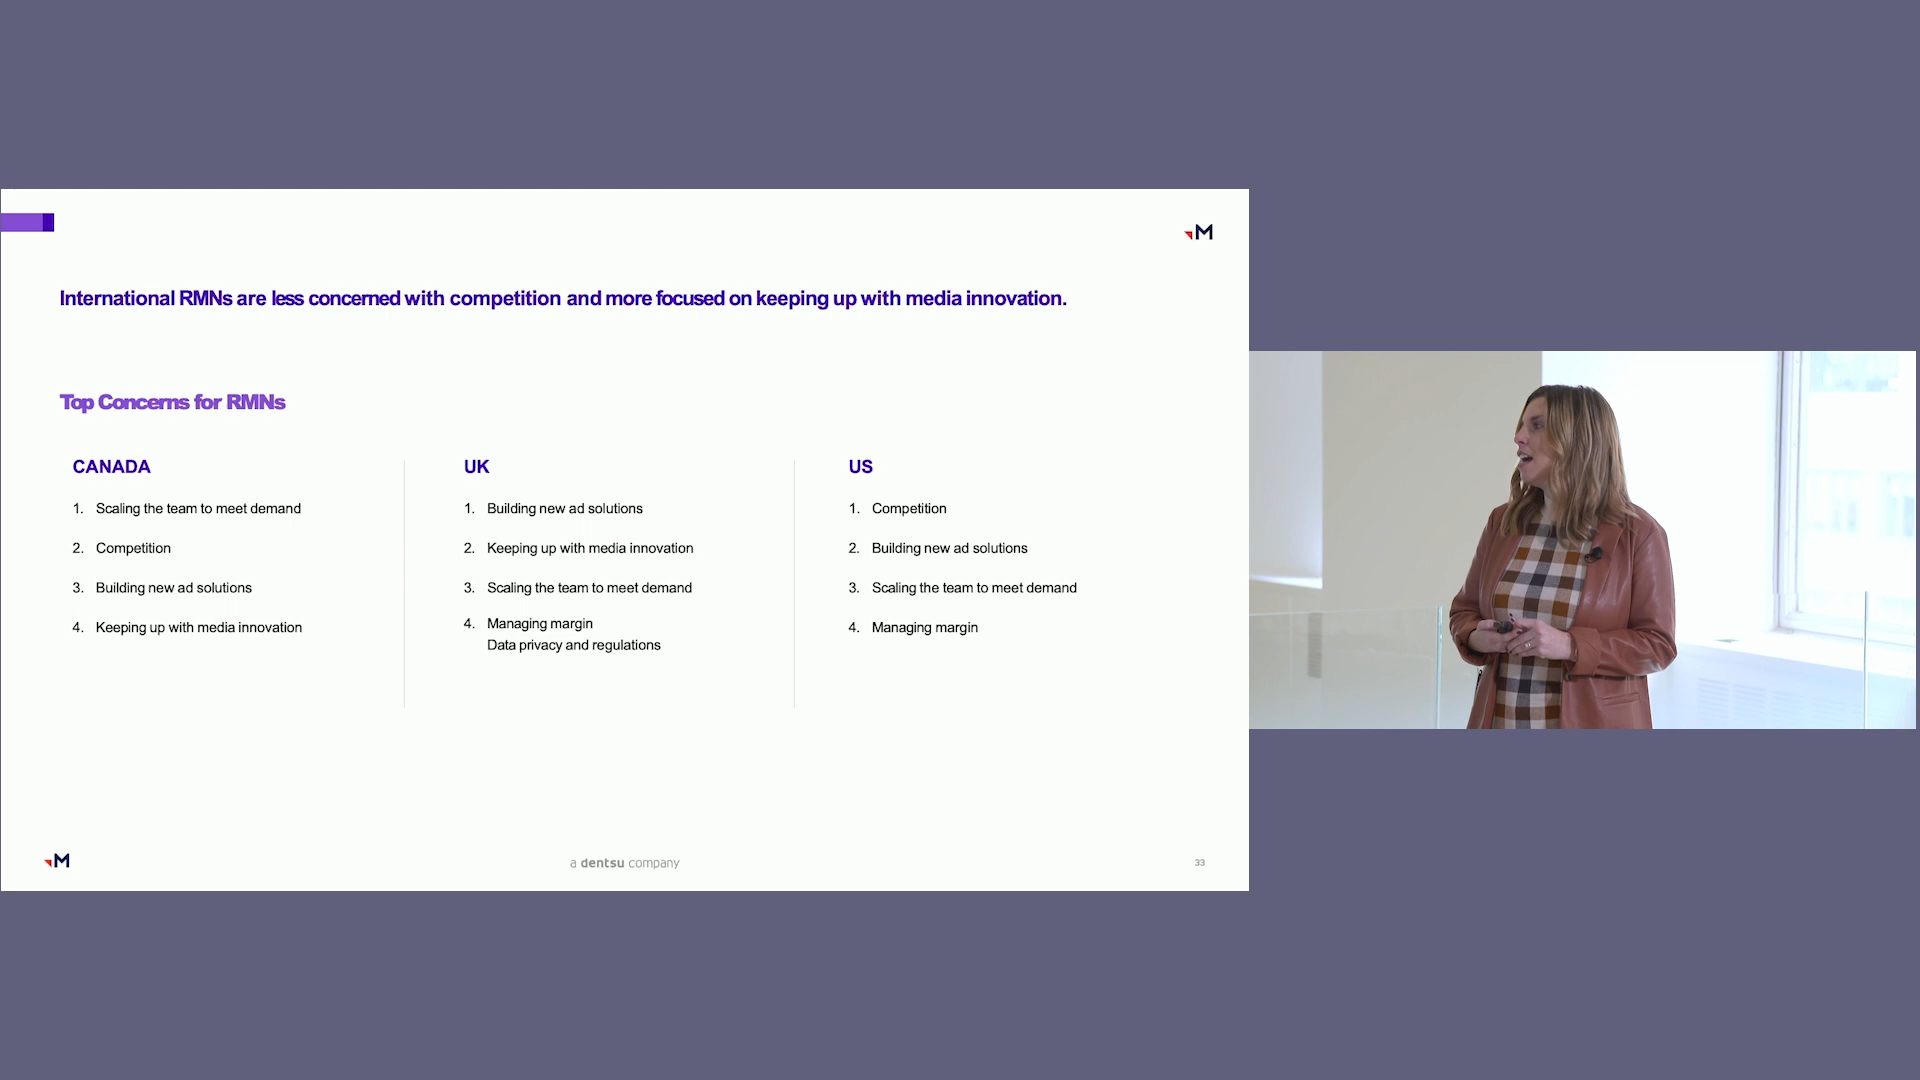 M
International RMNs are less concerned with competition and more focused on keeping up with media innovation.
Top Concerns for RMNs
CANADA
1. Scaling the team to meet demand
2. Competition
3. Building new ad solutions
4. Keeping up with media innovation
UK
1. Building new ad solutions
2. Keeping up with media innovation
3. Scaling the team to meet demand
4. Managing margin
Data privacy and regulations
US
1. Competition
2. Building new ad solutions
3. Scaling the team to meet demand
4. Managing margin
M
a dentsu company
33